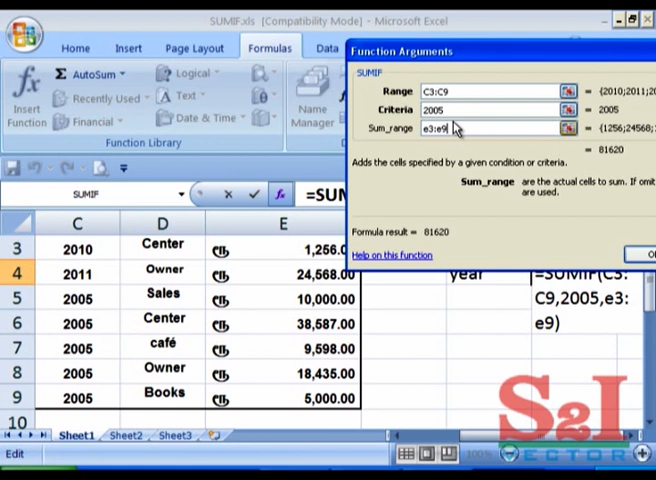 SUMIF.xls [Compatibility Mode] - Microsoft Excel
Home Insert Page Layout Formulas Data
Function Arguments
SUMIF
Range C3:C9 = {2010;2011;20
Criteria 2005 = 2005
Sum_range e3:e9 = {1256;24568;1
= 81620
Adds the cells specified by a given condition or criteria.
Sum_range are the actual cells to sum. If omit
are used.
Formula result = 81620
Help on this function
fx Insert Function
Σ AutoSum
Recently Used
Financial
Logical
Text
Date & Time
Name Manager
Function Library
SUMIF fx =SUM
C D E
3 2010 Center 1,256.0
4 2011 Owner 24,568.00 year =SUMIF(C3:
5 2005 Sales 10,000.00 C9,2005,e3:
6 2005 Center 38,587.00 e9)
7 2005 café 9,598.00
8 2005 Owner 18,435.00
9 2005 Books 5,000.00
10
Sheet1 Sheet2 Sheet3
Edit 100%
S2I
ECTOR